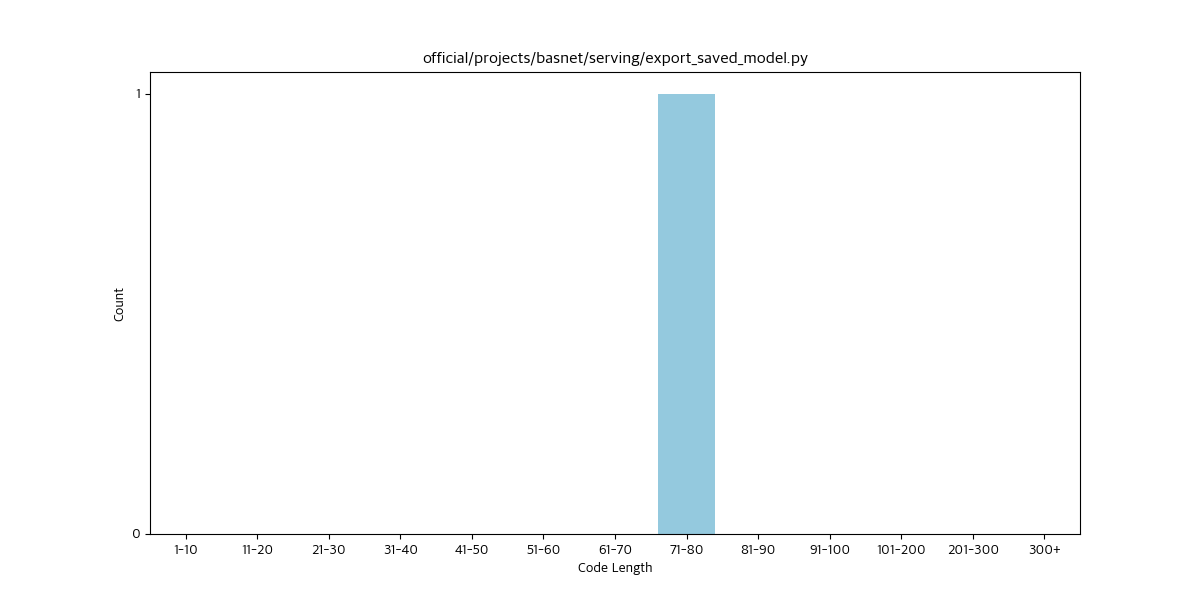 official/projects/basnet/serving/export_saved_model.py
1
Count
0
1-10 11-20 21-30 31-40 41-50 51-60 61-70 71-80 81-90 91-100 101-200 201-300 300+
Code Length